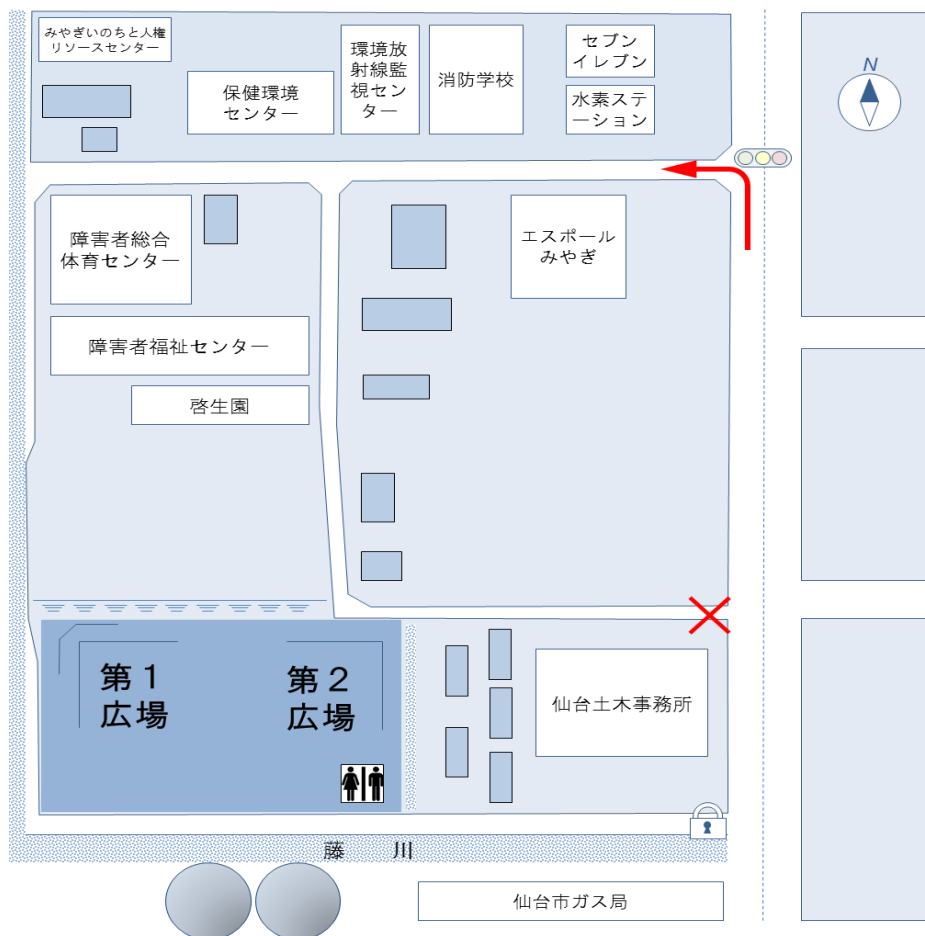 みやぎいのちと人権
リソースセンター
保健環境
センター
環境放
射線監
視セン
ター
消防学校
セブン
イレブン
水素ステ
ーション
N
障害者総合
体育センター
エスポール
みやぎ
障害者福祉センター
啓生園
第１
広場
第２
広場
仙台土木事務所
藤　川
仙台市ガス局